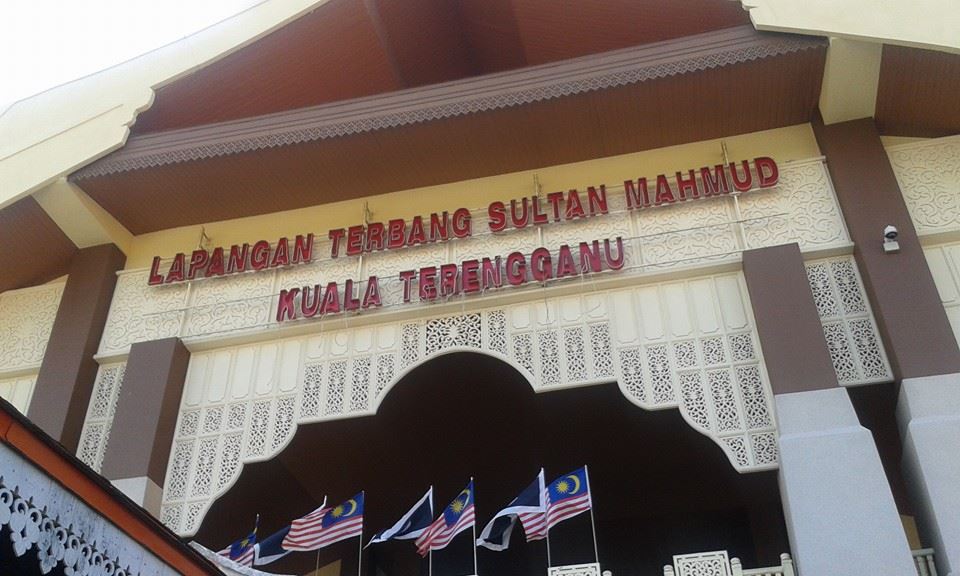 LAPANGAN TERBANG SULTAN MAHMUD
KUALA TERENGGANU